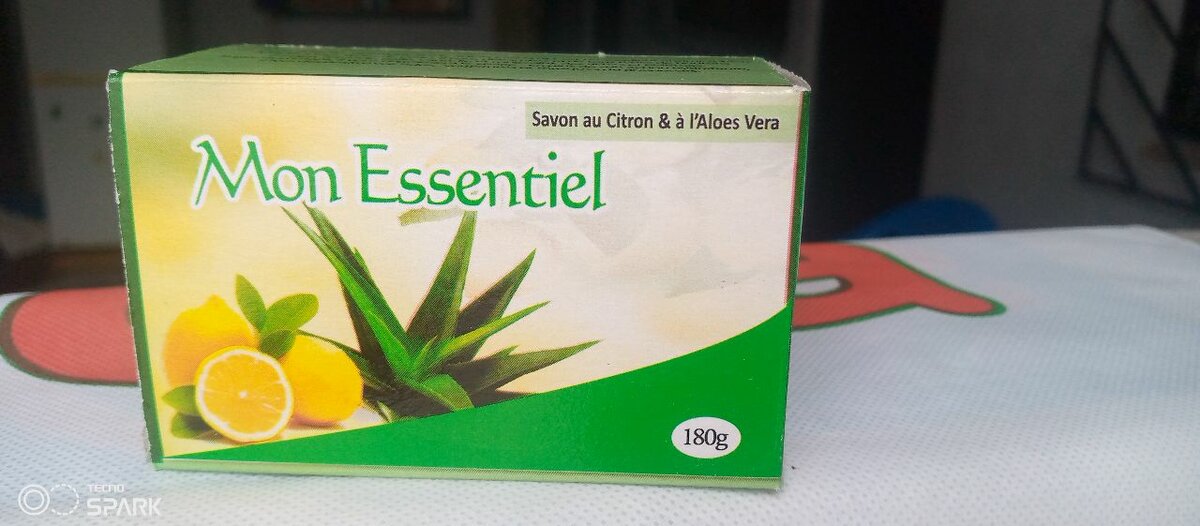 Savon au Citron & à l'Aloes Vera
Mon Essentiel
180g
TECNO
SPARK